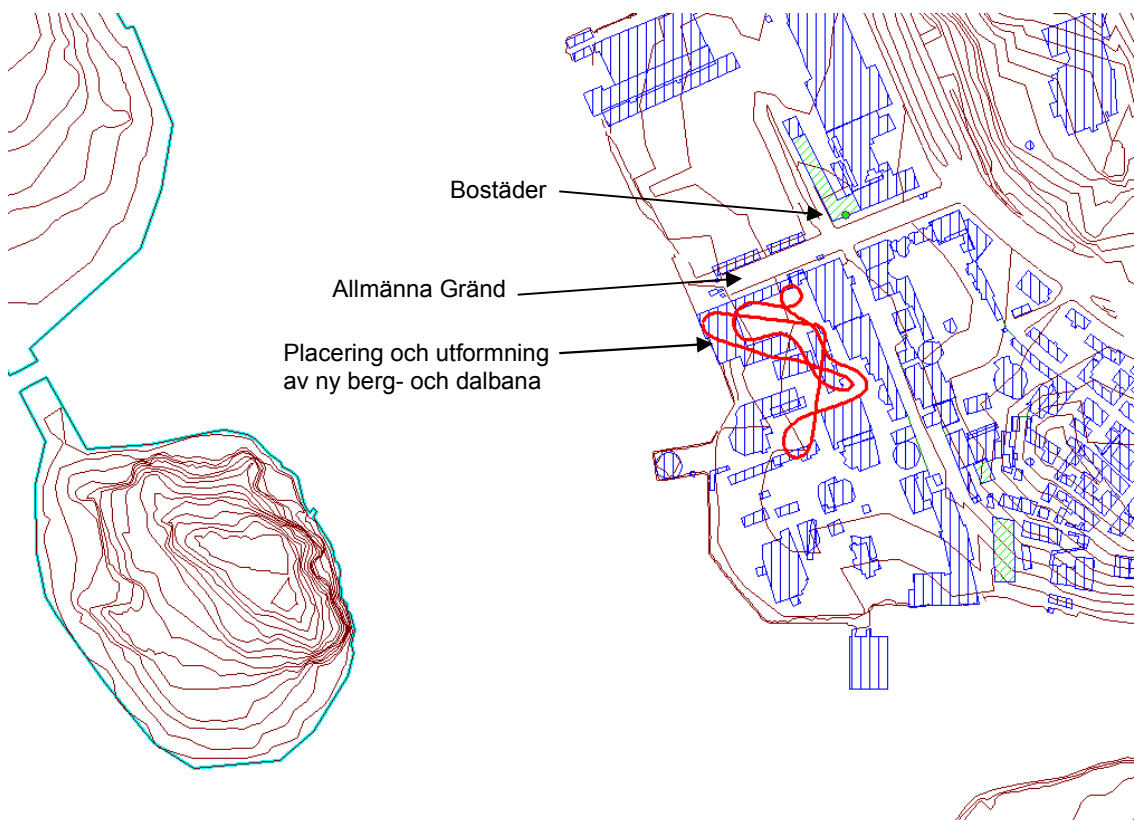 Bostäder
Allmänna Gränd
Placering och utformning
av ny berg- och dalbana